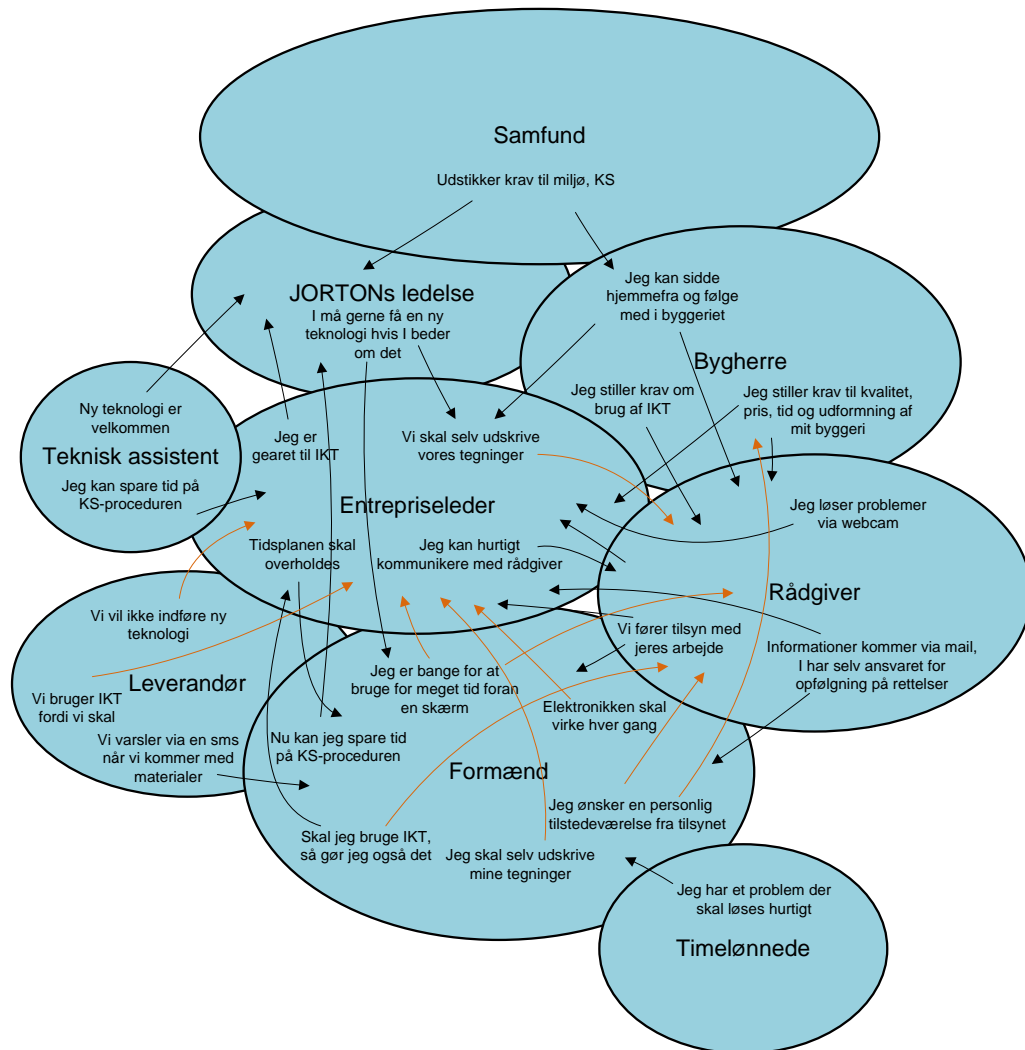 Samfund
Udstikker krav til miljø, KS
JORTONs ledelse
I må gerne få en ny
teknologi hvis I beder
om det
Jeg kan sidde
hjemmefra og følge
med i byggeriet
Bygherre
Jeg stiller krav om
brug af IKT
Jeg stiller krav til kvalitet,
pris, tid og udformning af
mit byggeri
Ny teknologi er
velkommen
Teknisk assistent
Jeg kan spare tid på
KS-proceduren
Jeg er
gearet til IKT
Vi skal selv udskrive
vores tegninger
Entrepriseleder
Tidsplanen skal
overholdes
Jeg kan hurtigt
kommunikere med rådgiver
Jeg løser problemer
via webcam
Rådgiver
Vi fører tilsyn med
jeres arbejde
Informationer kommer via mail,
I har selv ansvaret for
opfølgning på rettelser
Vi vil ikke indføre ny
teknologi
Leverandør
Vi bruger IKT
fordi vi skal
Vi varsler via en sms
når vi kommer med
materialer
Jeg er bange for at
bruge for meget tid foran
en skærm
Elektronikken skal
virke hver gang
Nu kan jeg spare tid
på KS-proceduren
Formænd
Jeg ønsker en personlig
tilstedeværelse fra tilsynet
Skal jeg bruge IKT,
så gør jeg også det
Jeg skal selv udskrive
mine tegninger
Jeg har et problem der
skal løses hurtigt
Timelønnede